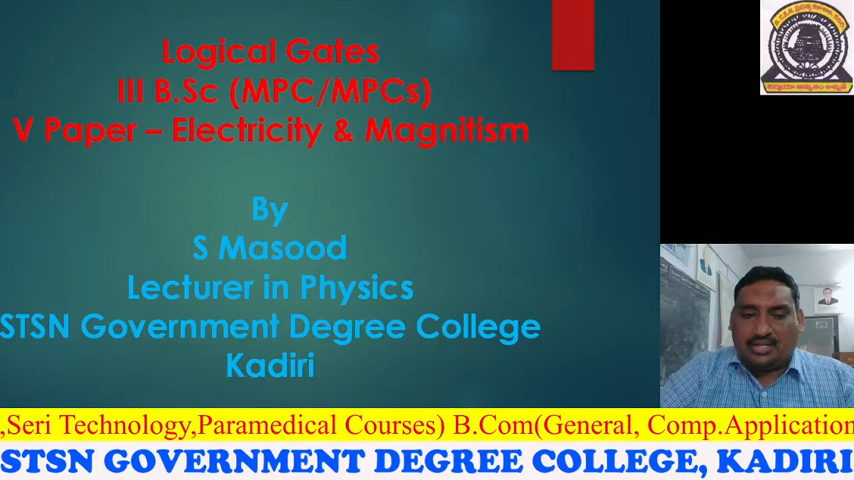 Logical Gates
III B.Sc (MPC/MPCs)
V Paper – Electricity & Magnitism
By
S Masood
Lecturer in Physics
STSN Government Degree College
Kadiri
,Seri Technology,Paramedical Courses) B.Com(General, Comp.Application
STSN GOVERNMENT DEGREE COLLEGE, KADIRI